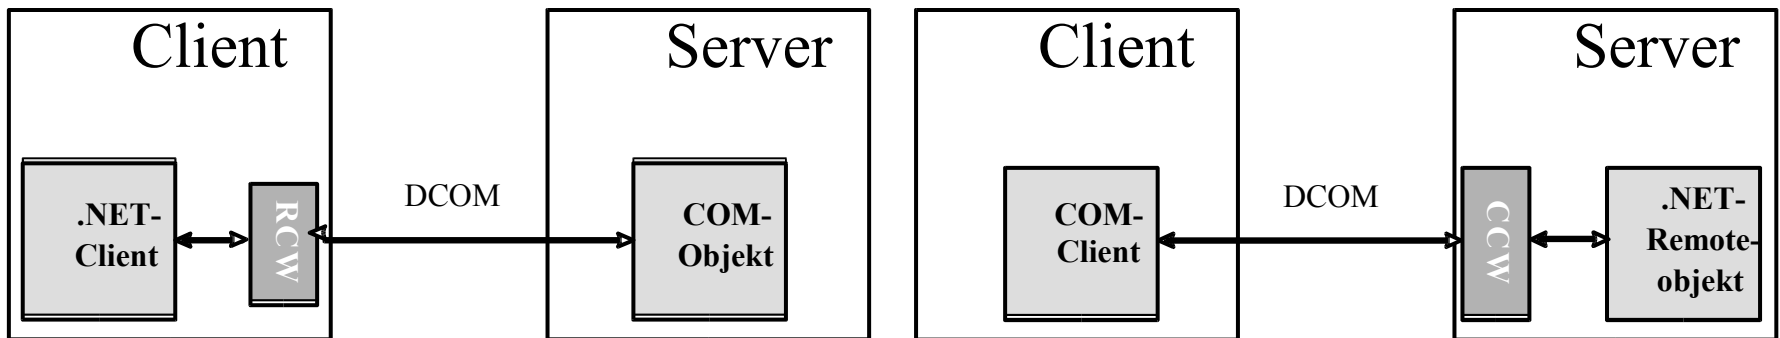 Client
Server
.NET-
Client
RCW
DCOM
COM-
Objekt
Client
Server
COM-
Client
DCOM
CCW
.NET-
Remote-
objekt